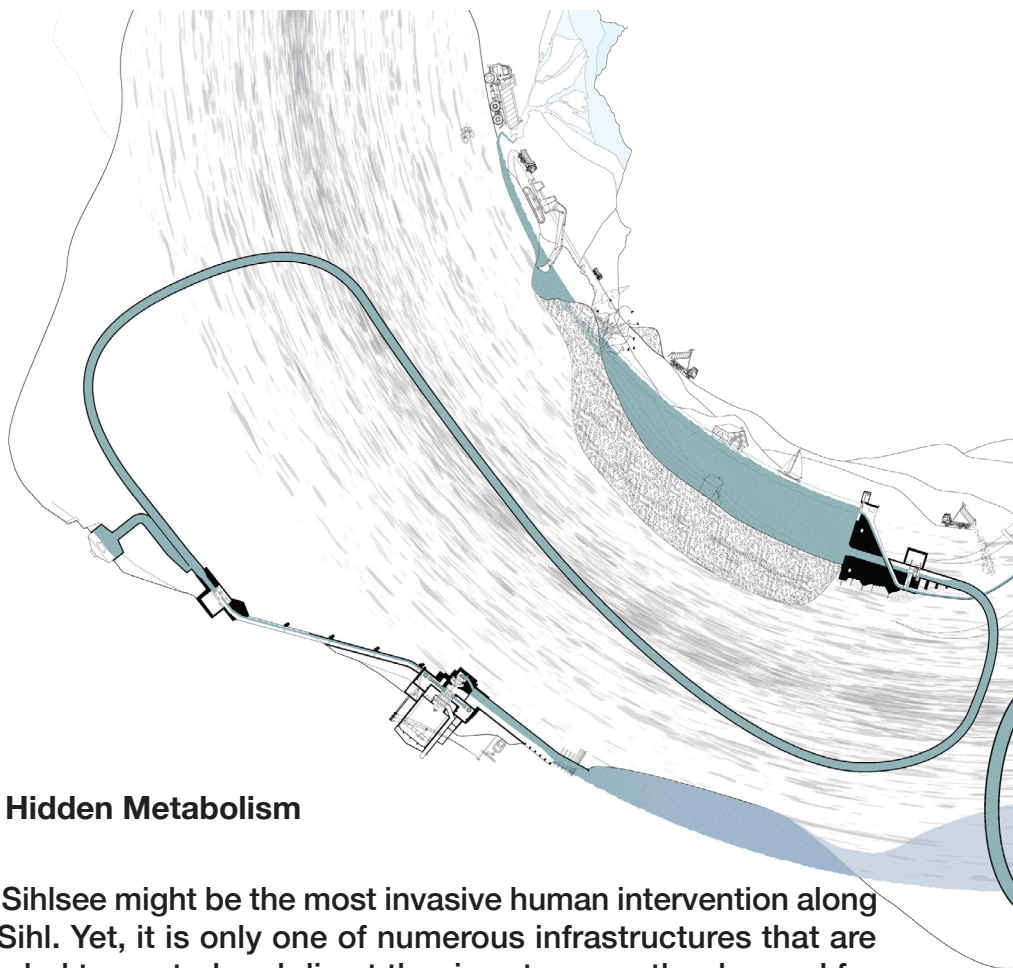 Hidden Metabolism
Sihlsee might be the most invasive human intervention along
Sihl. Yet, it is only one of numerous infrastructures that are